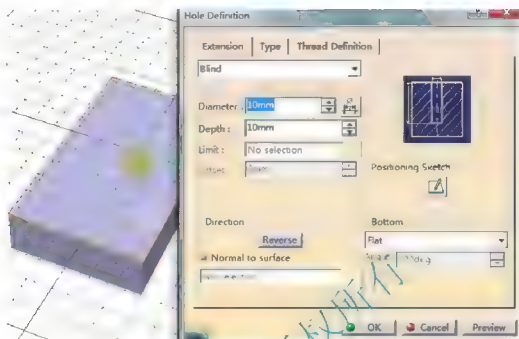 Hole Definition
Extension Type Thread Definition
Blind
Diameter : 10mm
Depth : 10mm
Limit : No selection
Positioning Sketch
Direction Bottom
Reverse Flat
Normal to surface
OK Cancel Preview